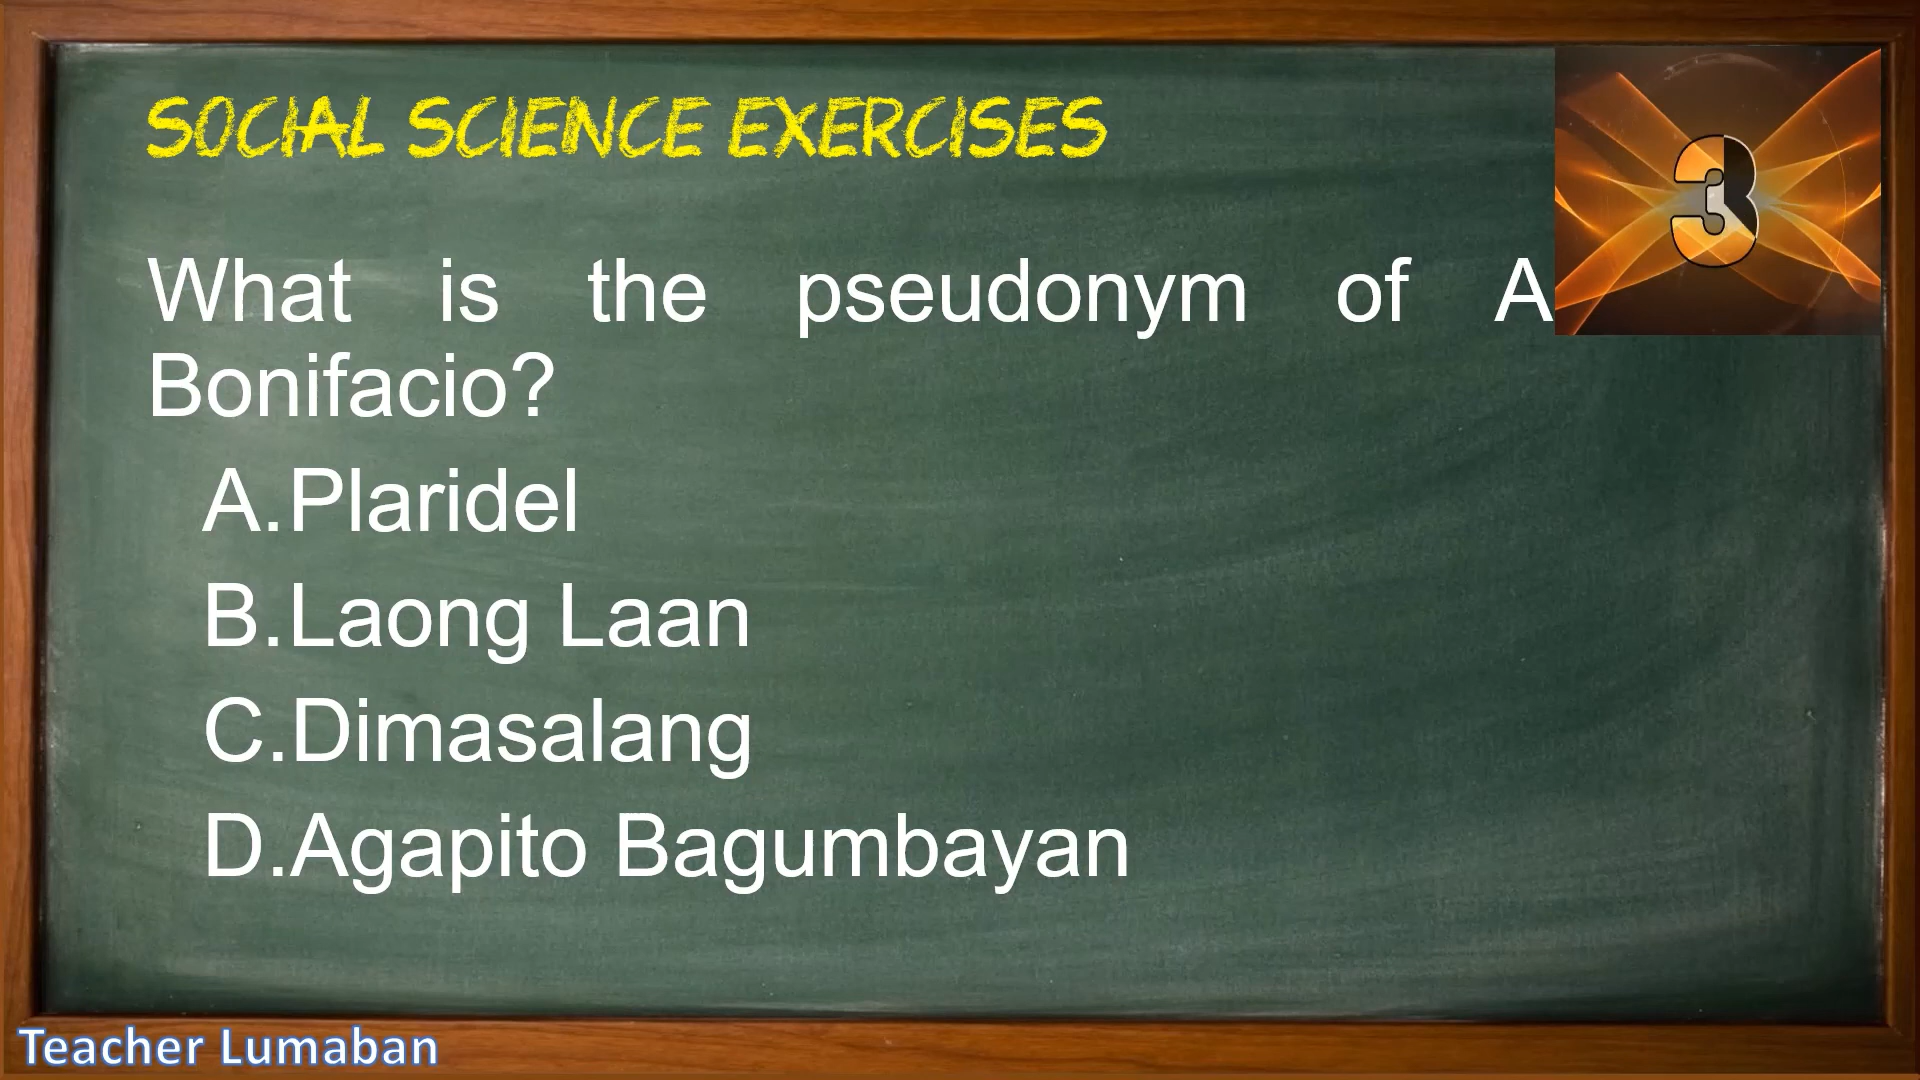 SOCIAL SCIENCE EXERCISES
3
What is the pseudonym of A
Bonifacio?
A.Plaridel
B.Laong Laan
C.Dimasalang
D.Agapito Bagumbayan
Teacher Lumaban